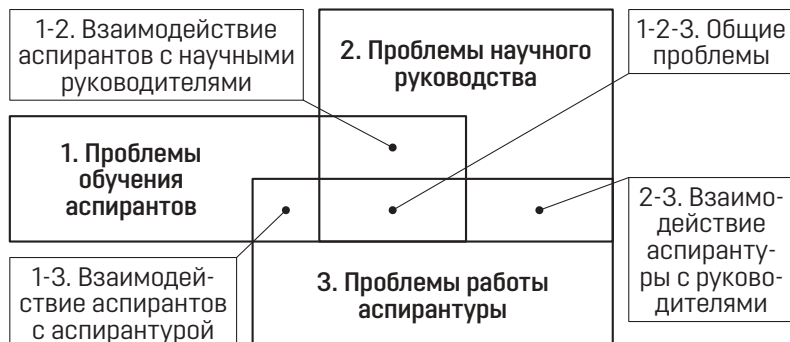 1-2. Взаимодействие
аспирантов с научными
руководителями
2. Проблемы научного
руководства
1-2-3. Общие
проблемы
1. Проблемы
обучения
аспирантов
2-3. Взаимо-
действие
аспиранту-
ры с руково-
дителями
1-3. Взаимодей-
ствие аспирантов
с аспирантурой
3. Проблемы работы
аспирантуры